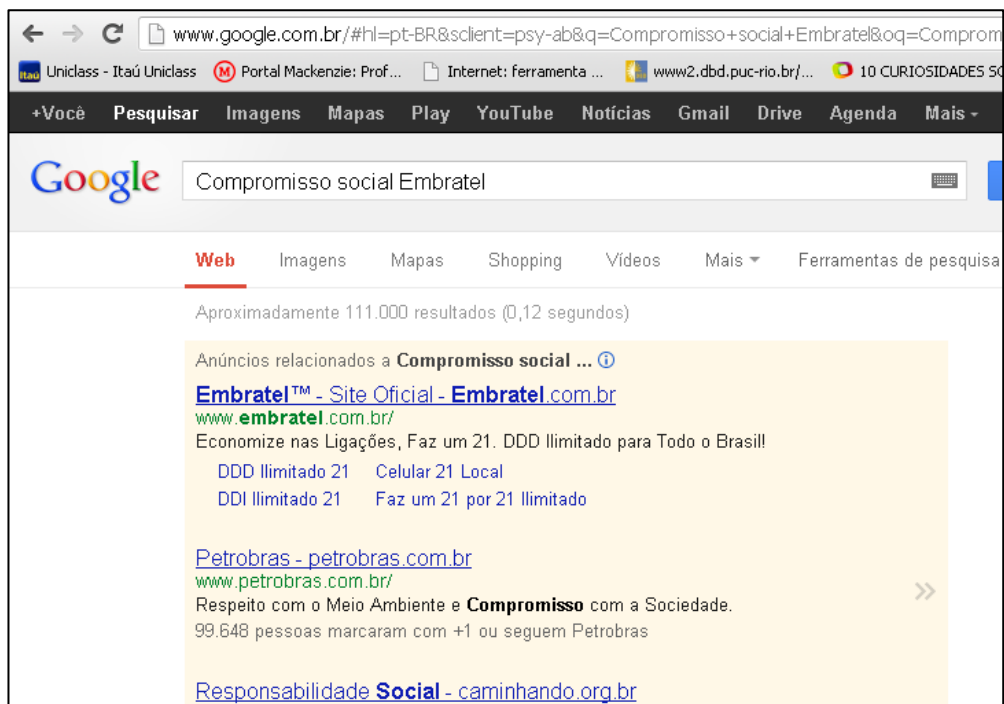 www.google.com.br/#hl=pt-BR&sclient=psy-ab&q=Compromisso+social+Embratel&oq=Comprom
Itaú Uniclass - Itaú Uniclass M Portal Mackenzie: Prof... Internet: ferramenta ... www2.dbd.puc-rio.br/... 10 CURIOSIDADES SO
+Você Pesquisar Imagens Mapas Play YouTube Notícias Gmail Drive Agenda Mais
Google Compromisso social Embratel
Web Imagens Mapas Shopping Vídeos Mais Ferramentas de pesquisa
Aproximadamente 111.000 resultados (0,12 segundos)
Anúncios relacionados a Compromisso social ...
Embratel™ - Site Oficial - Embratel.com.br
www.embratel.com.br/
Economize nas Ligações, Faz um 21. DDD Ilimitado para Todo o Brasil!
DDD Ilimitado 21 Celular 21 Local
DDI Ilimitado 21 Faz um 21 por 21 Ilimitado
Petrobras - petrobras.com.br
www.petrobras.com.br/
Respeito com o Meio Ambiente e Compromisso com a Sociedade.
99.648 pessoas marcaram com +1 ou seguem Petrobras
Responsabilidade Social - caminhando.org.br